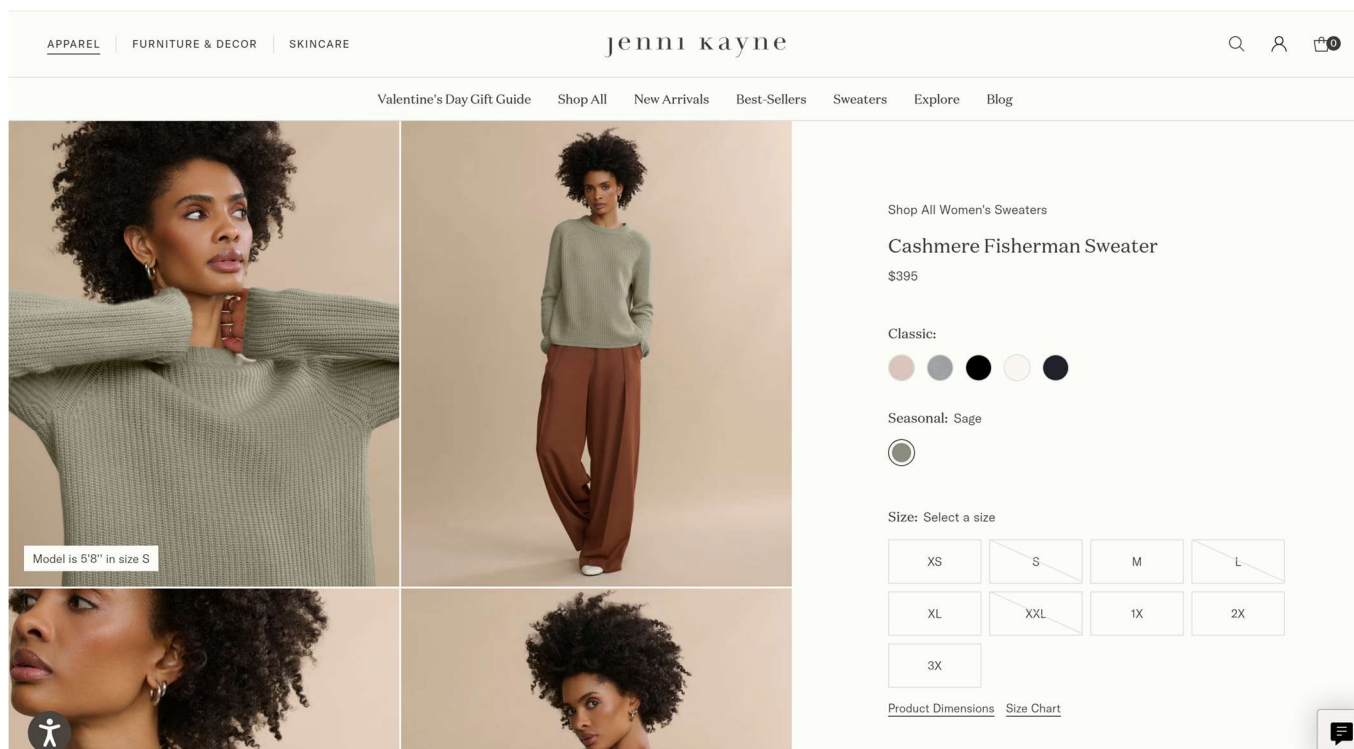 APPAREL
FURNITURE & DECOR
SKINCARE
jenni kayne
0
Valentine's Day Gift Guide
Shop All
New Arrivals
Best-Sellers
Sweaters
Explore
Blog
Model is 5'8'' in size S
Shop All Women's Sweaters
Cashmere Fisherman Sweater
$395
Classic:
Seasonal: Sage
Size: Select a size
XS
S
M
L
XL
XXL
1X
2X
3X
Product Dimensions
Size Chart